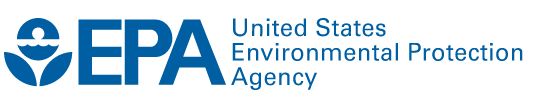 EPA
United States
Environmental Protection
Agency